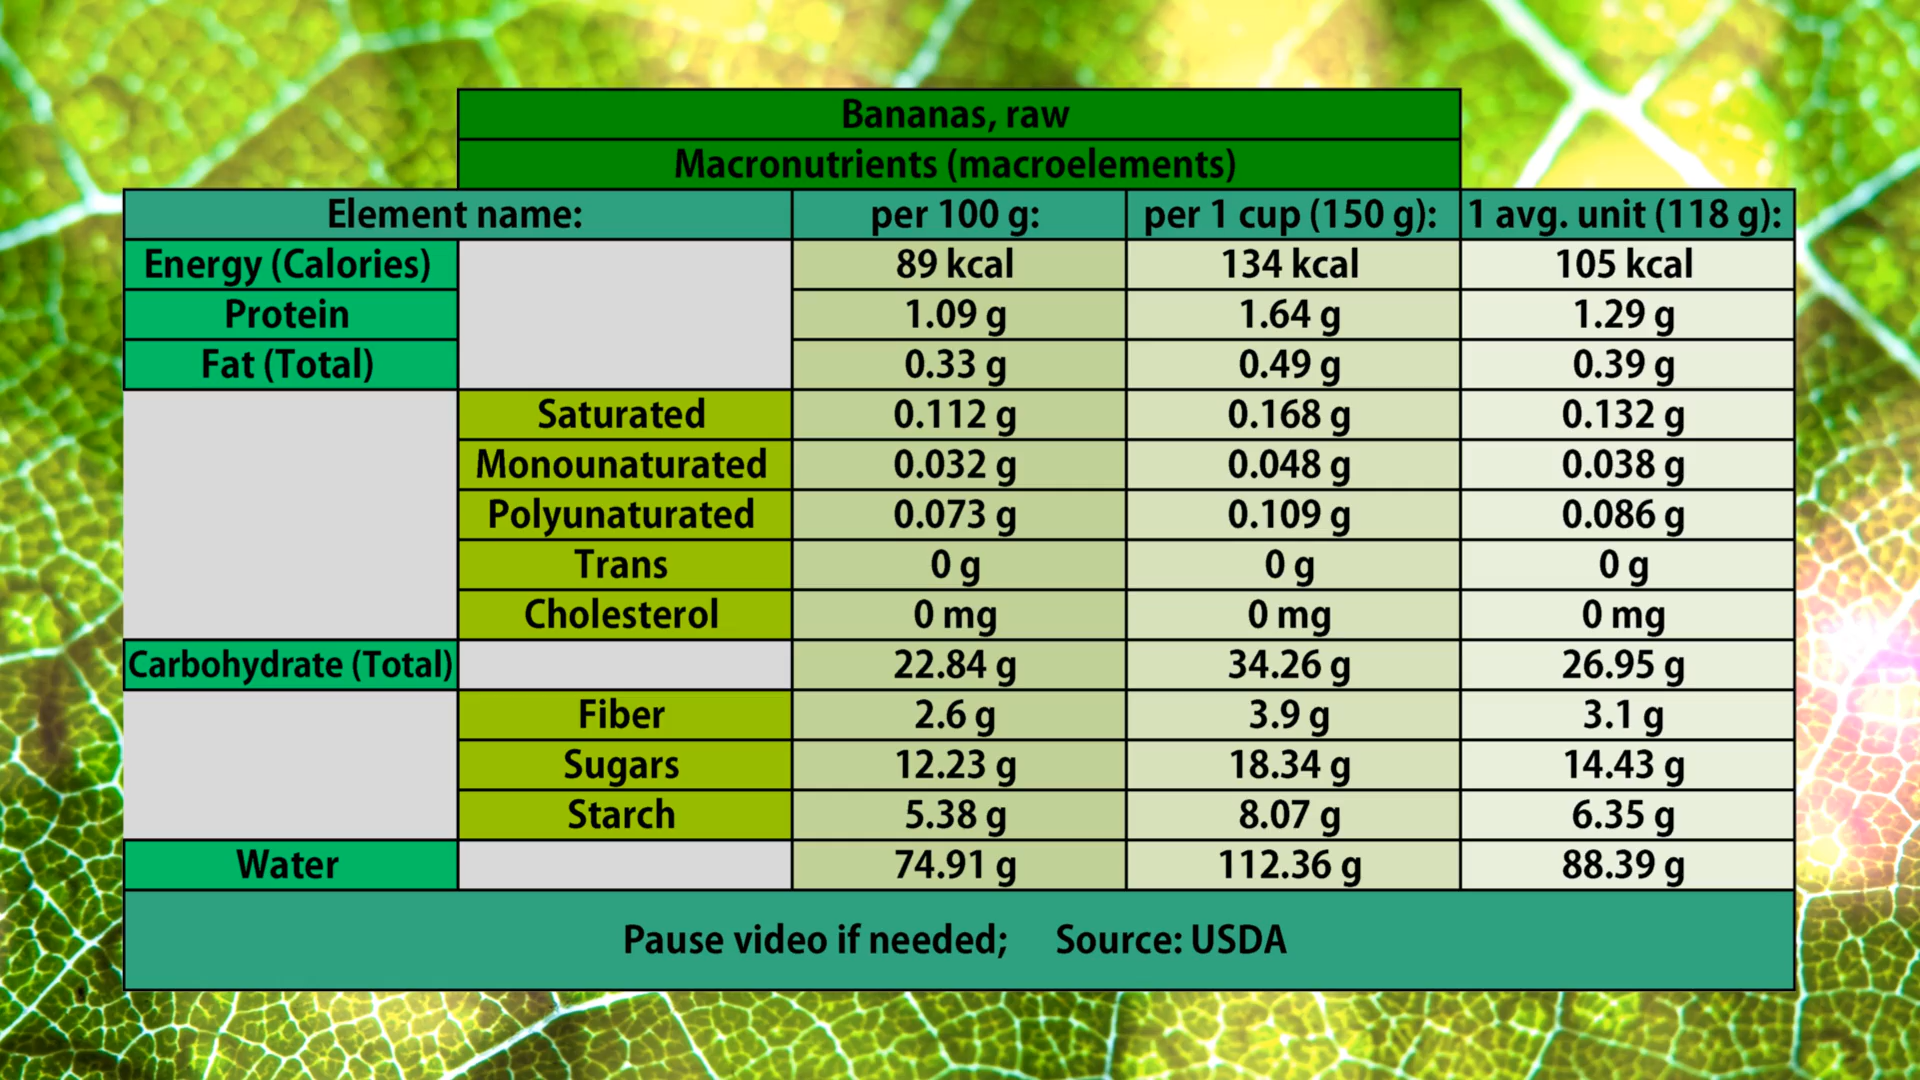 Bananas, raw
Macronutrients (macroelements)
Element name: per 100 g: per 1 cup (150 g): 1 avg. unit (118 g):
Energy (Calories) 89 kcal 134 kcal 105 kcal
Protein 1.09 g 1.64 g 1.29 g
Fat (Total) 0.33 g 0.49 g 0.39 g
Saturated 0.112 g 0.168 g 0.132 g
Monounaturated 0.032 g 0.048 g 0.038 g
Polyunaturated 0.073 g 0.109 g 0.086 g
Trans 0 g 0 g 0 g
Cholesterol 0 mg 0 mg 0 mg
Carbohydrate (Total) 22.84 g 34.26 g 26.95 g
Fiber 2.6 g 3.9 g 3.1 g
Sugars 12.23 g 18.34 g 14.43 g
Starch 5.38 g 8.07 g 6.35 g
Water 74.91 g 112.36 g 88.39 g
Pause video if needed; Source: USDA